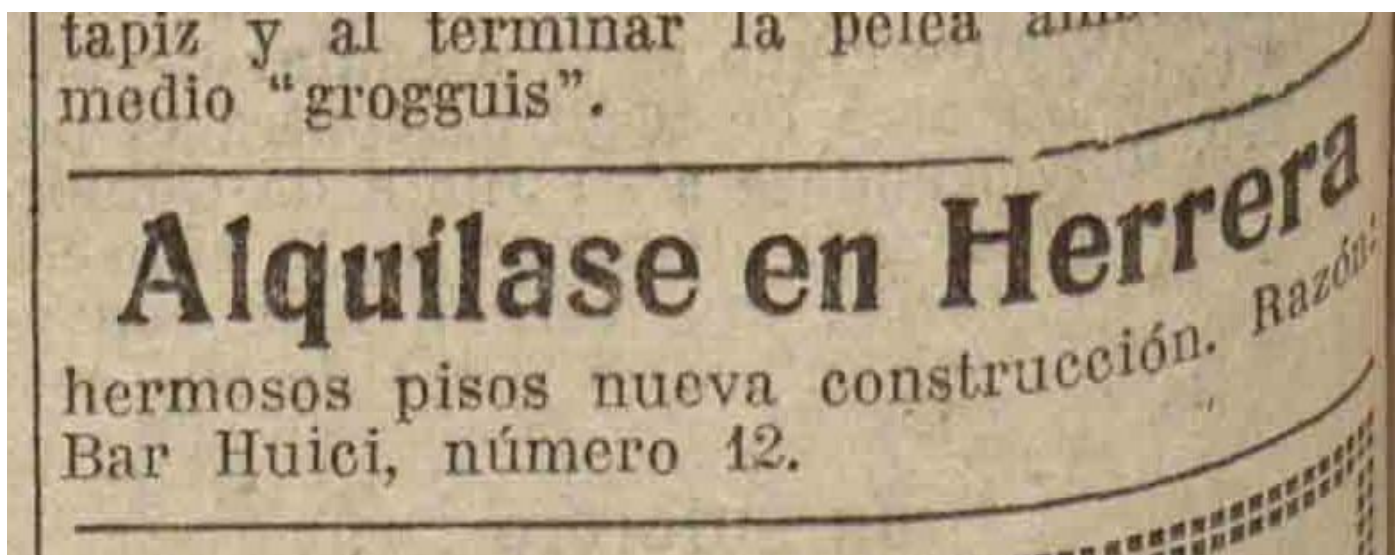 tapiz y al terminar la pelea
medio “grogguis”.
Alquílase en Herrera
hermosos pisos nueva construcción. Razón:
Bar Huici, número 12.